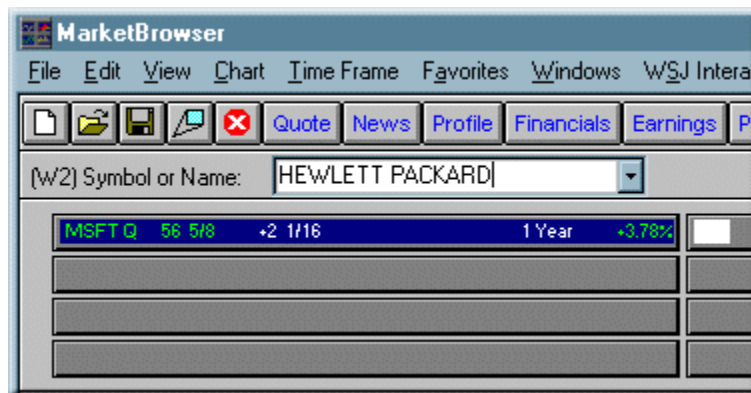 MarketBrowser
File Edit View Chart Time Frame Favorites Windows WSJ Intera
Quote News Profile Financials Earnings P
(W2) Symbol or Name: HEWLETT PACKARD
MSFT Q 56 5/8 +2 1/16 1 Year +3.78%